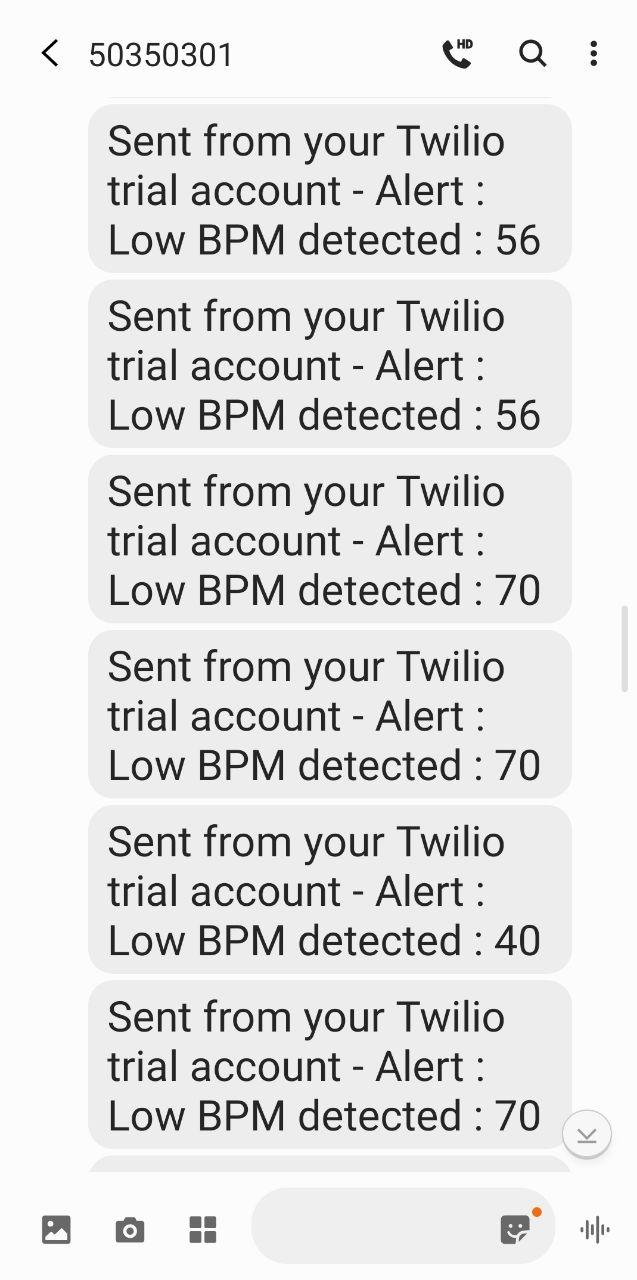 50350301
HD
Sent from your Twilio
trial account - Alert :
Low BPM detected : 56
Sent from your Twilio
trial account - Alert :
Low BPM detected : 56
Sent from your Twilio
trial account - Alert :
Low BPM detected : 70
Sent from your Twilio
trial account - Alert :
Low BPM detected : 70
Sent from your Twilio
trial account - Alert :
Low BPM detected : 40
Sent from your Twilio
trial account - Alert :
Low BPM detected : 70